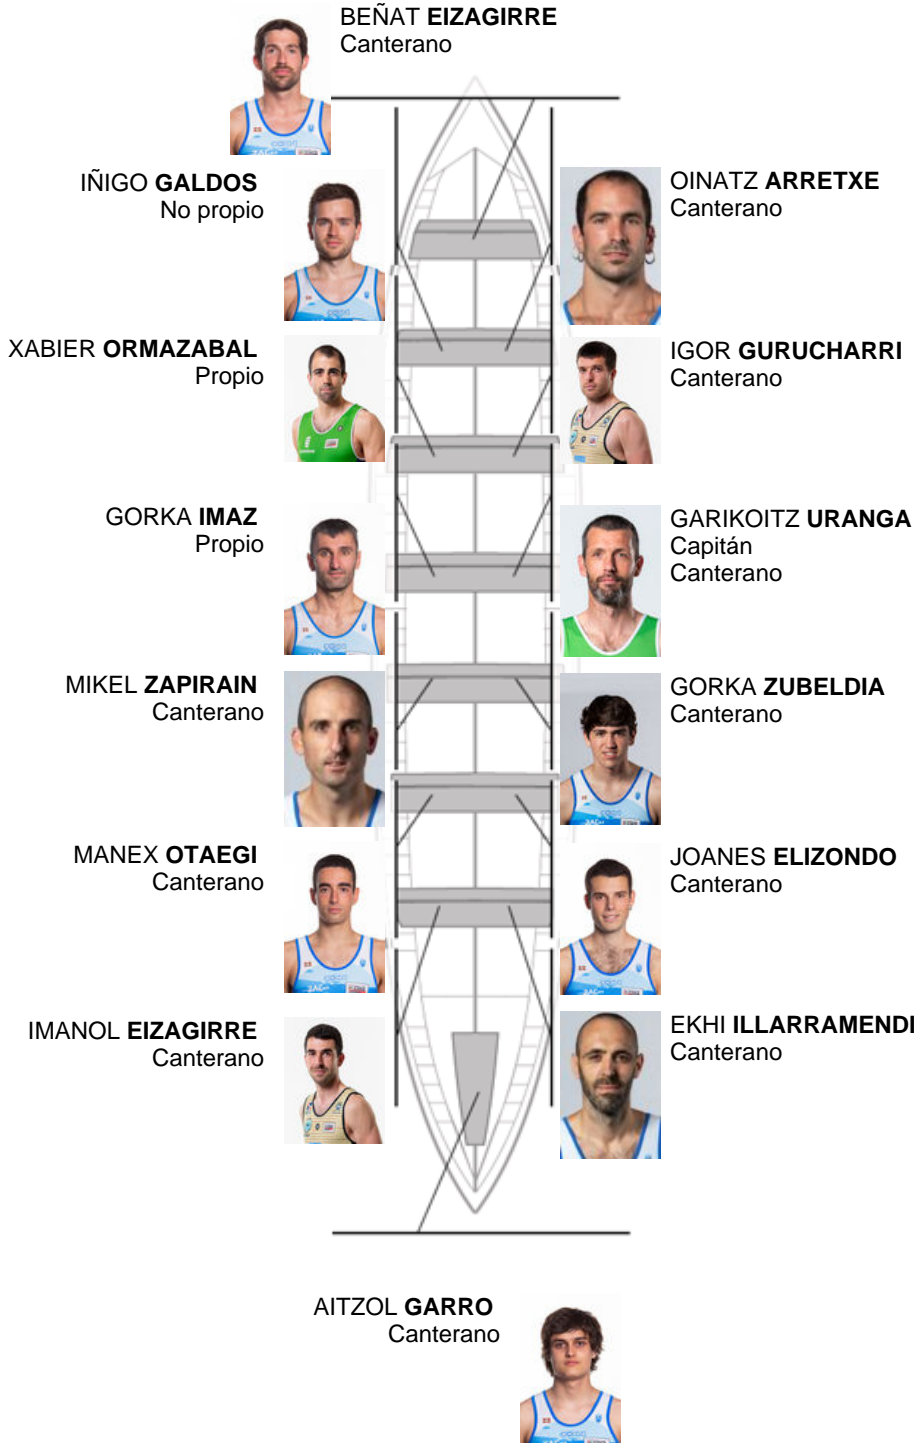 BEÑAT EIZAGIRRE
Canterano
IÑIGO GALDOS
No propio
OINATZ ARRETXE
Canterano
XABIER ORMAZABAL
Propio
IGOR GURUCHARRI
Canterano
GORKA IMAZ
Propio
GARIKOITZ URANGA
Capitán
Canterano
MIKEL ZAPIRAIN
Canterano
GORKA ZUBELDIA
Canterano
MANEX OTAEGI
Canterano
JOANES ELIZONDO
Canterano
IMANOL EIZAGIRRE
Canterano
EKHI ILLARRAMENDI
Canterano
AITZOL GARRO
Canterano